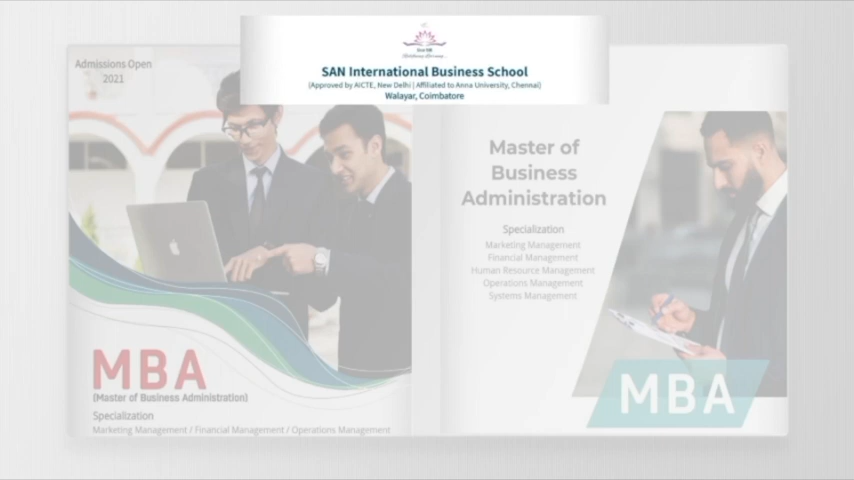 SAN International Business School
(Approved by AICTE, New Delhi | Affiliated to Anna University, Chennai)
Walayar, Coimbatore
Admissions Open
2021
MBA
(Master of Business Administration)
Specialization
Marketing Management / Financial Management / Operations Management
Master of
Business
Administration
Specialization
Marketing Management
Financial Management
Human Resource Management
Operations Management
Systems Management
MBA